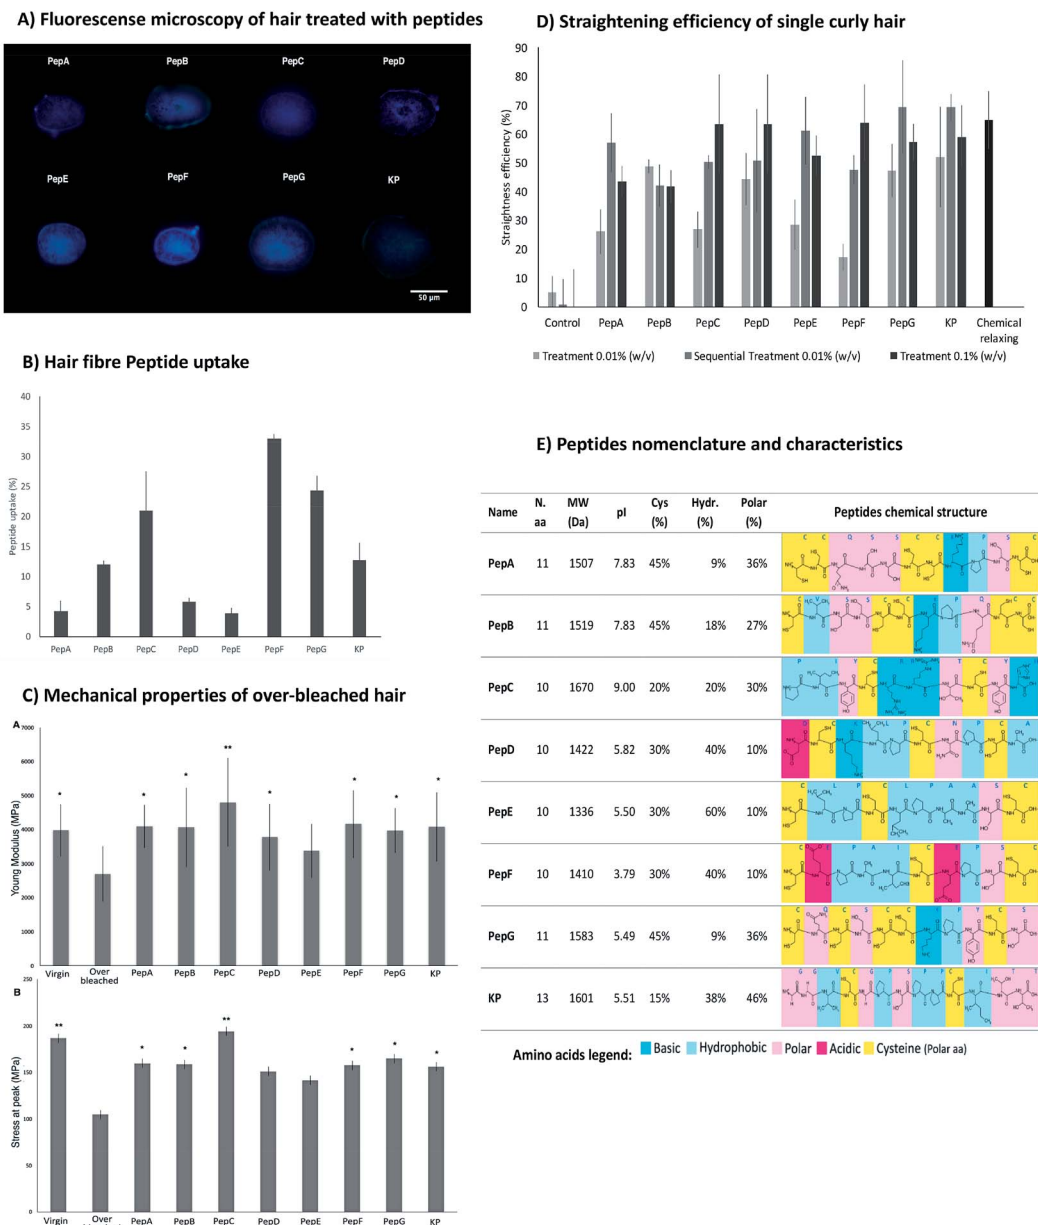 A) Fluorescense microscopy of hair treated with peptides
PepA PepB PepC PepD
PepE PepF PepG KP
50 μm
B) Hair fibre Peptide uptake
Peptide uptake (%)
40
35
30
25
20
15
10
5
0
PepA PepB PepC PepD PepE PepF PepG KP
C) Mechanical properties of over-bleached hair
A
Young Modulus (MPa)
7000
6000
5000
4000
3000
2000
1000
0
* * * ** * * * *
Virgin Over bleached PepA PepB PepC PepD PepE PepF PepG KP
B
Stress at peak (MPa)
250
200
150
100
50
0
** * * ** * * *
Virgin Over PepA PepB PepC PepD PepE PepF PepG KP
D) Straightening efficiency of single curly hair
Straightness efficiency (%)
90
80
70
60
50
40
30
20
10
0
Control PepA PepB PepC PepD PepE PepF PepG KP Chemical relaxing
Treatment 0.01% (w/v) Sequential Treatment 0.01% (w/v) Treatment 0.1% (w/v)
E) Peptides nomenclature and characteristics
Name N. aa MW (Da) pI Cys (%) Hydr. (%) Polar (%) Peptides chemical structure
PepA 11 1507 7.83 45% 9% 36%
PepB 11 1519 7.83 45% 18% 27%
PepC 10 1670 9.00 20% 20% 30%
PepD 10 1422 5.82 30% 40% 10%
PepE 10 1336 5.50 30% 60% 10%
C L P C L P A A S C
PepF 10 1410 3.79 30% 40% 10%
PepG 11 1583 5.49 45% 9% 36%
KP 13 1601 5.51 15% 38% 46%
Amino acids legend: Basic Hydrophobic Polar Acidic Cysteine (Polar aa)